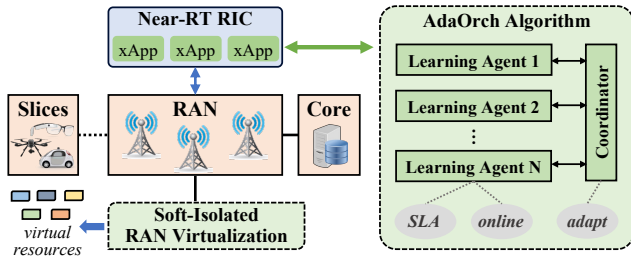 Near-RT RIC
xApp xApp xApp
Slices
RAN
Core
Soft-Isolated
RAN Virtualization
virtual
resources
AdaOrch Algorithm
Learning Agent 1
Learning Agent 2
⋮
Learning Agent N
Coordinator
SLA online adapt